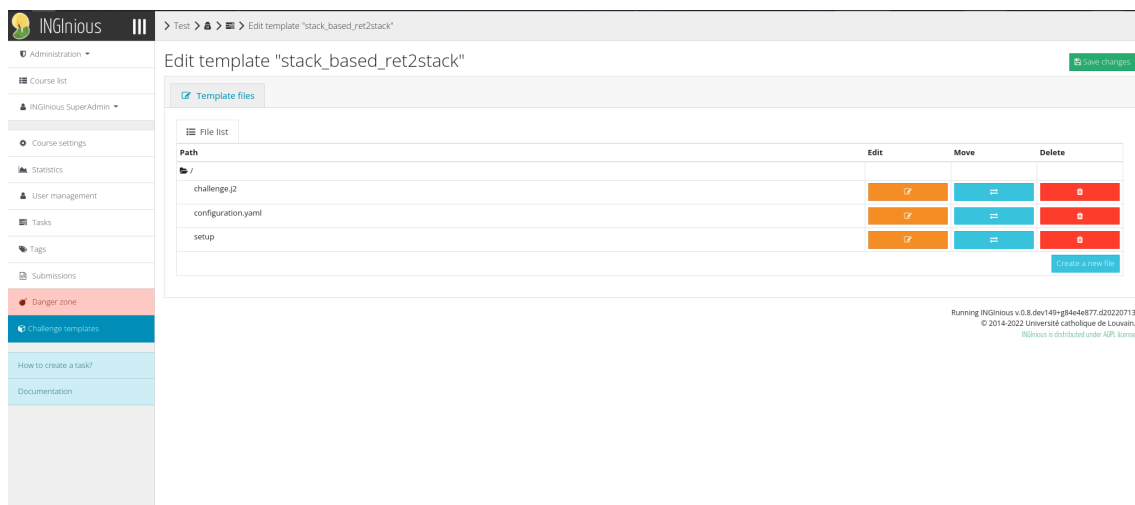 INGInious
Test > > > Edit template "stack_based_ret2stack"
Administration
Course list
INGInious SuperAdmin
Course settings
Statistics
User management
Tasks
Tags
Submissions
Danger zone
Challenge templates
How to create a task?
Documentation
Edit template "stack_based_ret2stack"
Save changes
Template files
File list
Path Edit Move Delete
/
challenge.j2
configuration.yaml
setup
Create a new file
Running INGInious v.0.8.dev149+g84e4e877.d20220713
© 2014-2022 Université catholique de Louvain.
INGInious is distributed under AGPL license